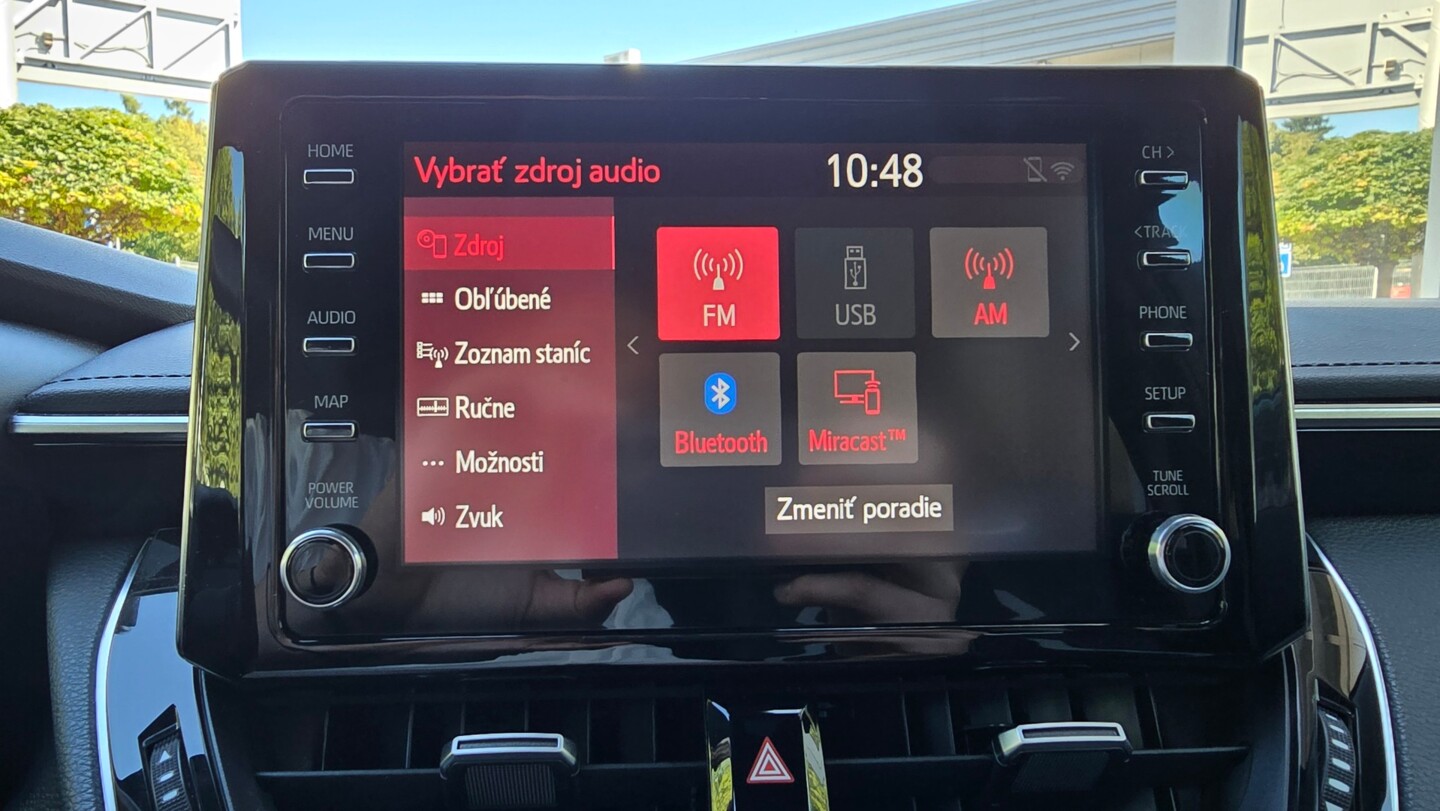 HOME
MENU
AUDIO
MAP
POWER
VOLUME
Vybrať zdroj audio
10:48
Zdroj
Obľúbené
Zoznam staníc
Ručne
Možnosti
Zvuk
<
FM
USB
AM
>
Bluetooth
Miracast™
Zmeniť poradie
CH >
<TRACK
PHONE
SETUP
TUNE
SCROLL